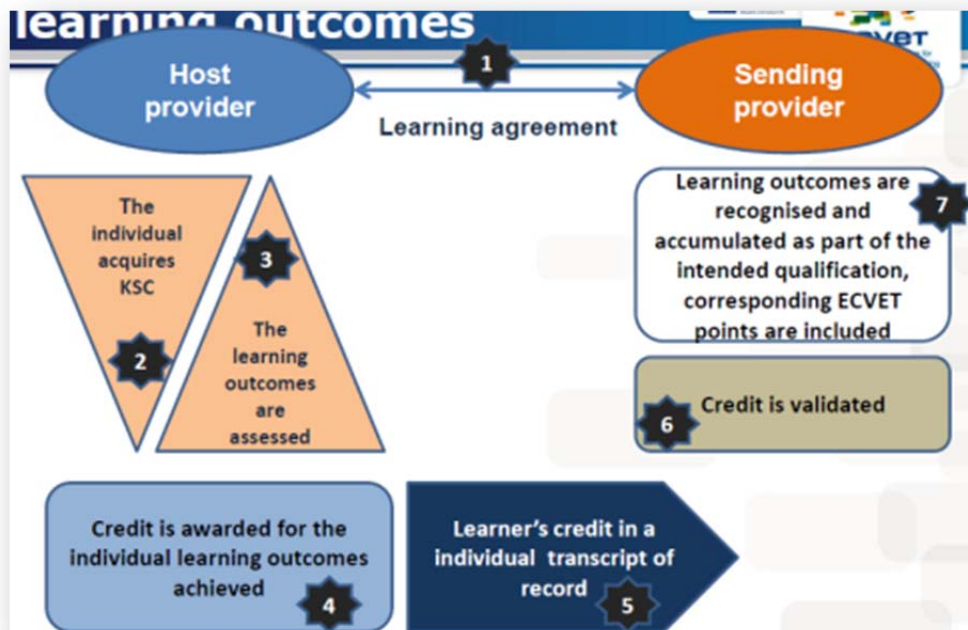 learning outcomes
Host
provider
1
Sending
provider
Learning agreement
The
individual
acquires
KSC
2
3
The
learning
outcomes
are
assessed
Learning outcomes are
recognised and
accumulated as part of the
intended qualification,
corresponding ECVET
points are included
7
Credit is validated
6
Credit is awarded for the
individual learning outcomes
achieved
4
Learner's credit in a
individual transcript of
record
5